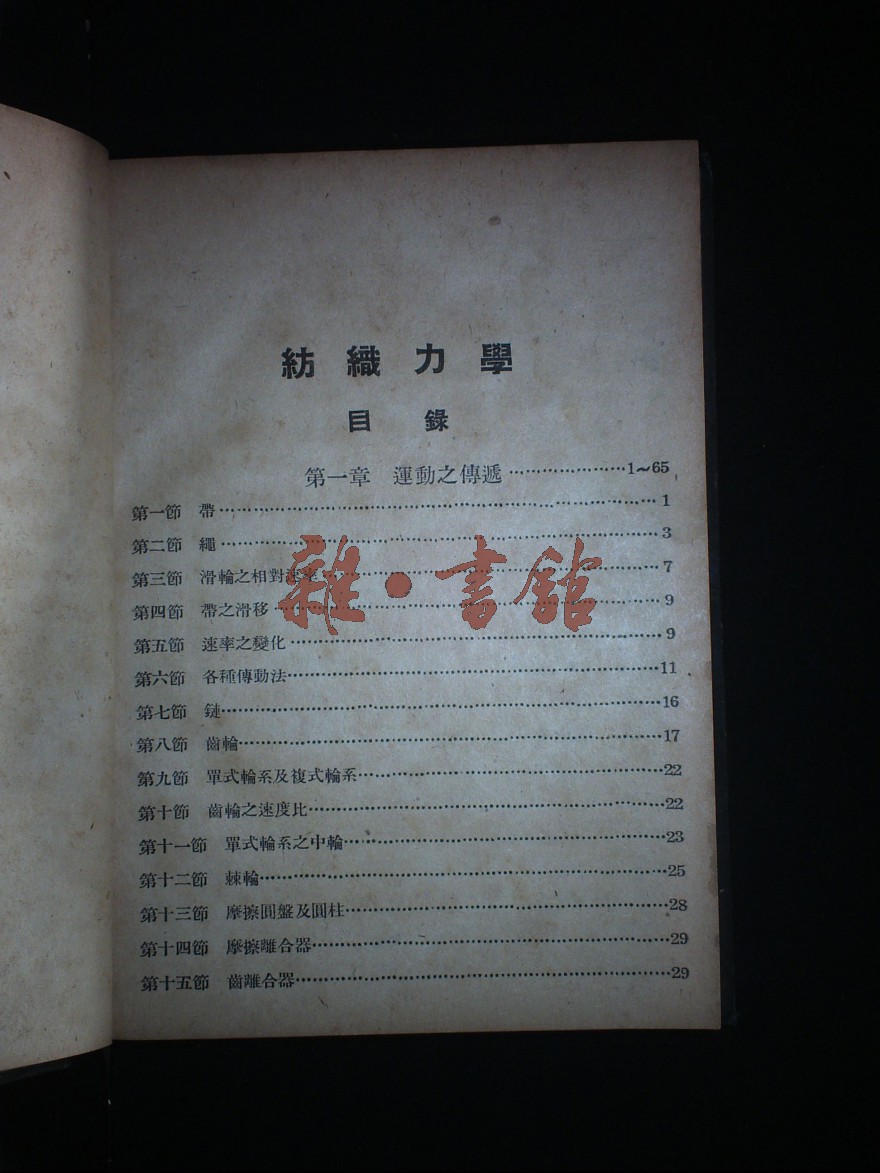 紡織力學
目錄
第一章 運動之傳遞…………………1~65
第一節 帶……………………………………………1
第二節 繩……………………………………………3
第三節 滑輪之相對速率……………………………7
第四節 帶之滑移……………………………………9
第五節 速率之變化…………………………………9
第六節 各種傳動法…………………………………11
第七節 鏈……………………………………………16
第八節 齒輪…………………………………………17
第九節 單式輪系及複式輪系………………………22
第十節 齒輪之速度比………………………………22
第十一節 單式輪系之中輪…………………………23
第十二節 棘輪………………………………………25
第十三節 摩擦圓盤及圓柱…………………………28
第十四節 摩擦離合器………………………………29
第十五節 齒離合器…………………………………29
雜·書館